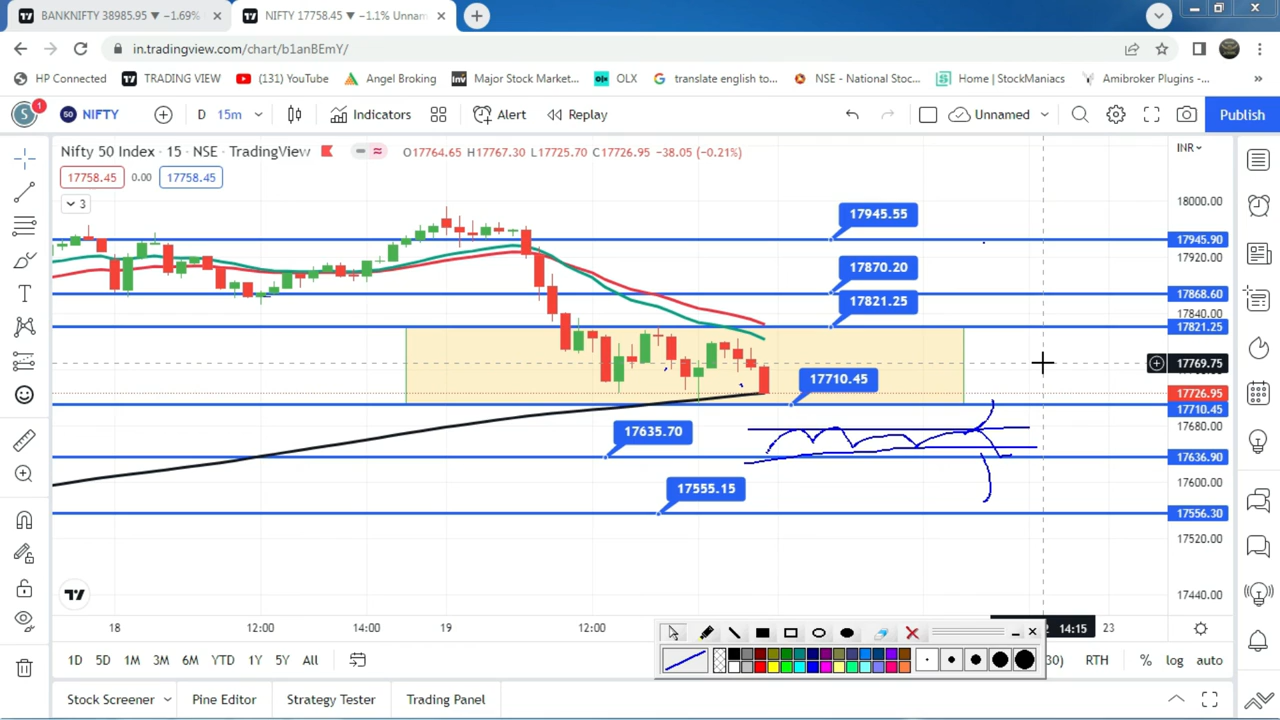 BANKNIFTY 38985.95 ▼ −1.69%
NIFTY 17758.45 ▼ −1.1% Unnam
in.tradingview.com/chart/b1anBEmY/
HP Connected
TRADING VIEW
(131) YouTube
Angel Broking
Major Stock Market...
OLX
translate english to...
NSE - National Stoc...
Home | StockManiacs
Amibroker Plugins -...
»
S 1
50 NIFTY
D 15m
Indicators
Alert
Replay
Unnamed
Publish
Nifty 50 Index · 15 · NSE · TradingView
O17764.65 H17767.30 L17725.70 C17726.95 −38.05 (−0.21%)
INR
17758.45 0.00 17758.45
3
17945.55
17870.20
17821.25
17710.45
17635.70
17555.15
18000.00
17945.90
17920.00
17868.60
17840.00
17821.25
17769.75
17726.95
17710.45
17680.00
17636.90
17600.00
17556.30
17520.00
17440.00
18 12:00 14:00 19 12:00 14:15 23
1D 5D 1M 3M 6M YTD 1Y 5Y All
30) RTH % log auto
Stock Screener
Pine Editor
Strategy Tester
Trading Panel